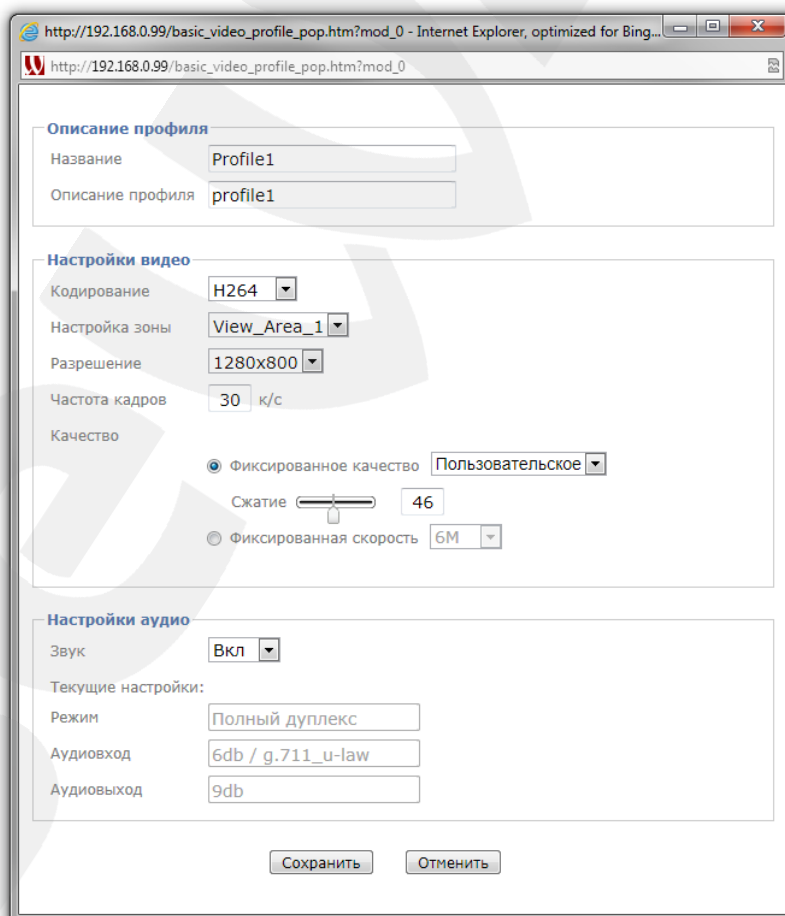 http://192.168.0.99/basic_video_profile_pop.htm?mod_0 - Internet Explorer, optimized for Bing...
http://192.168.0.99/basic_video_profile_pop.htm?mod_0
Описание профиля
Название Profile1
Описание профиля profile1
Настройки видео
Кодирование H264
Настройка зоны View_Area_1
Разрешение 1280x800
Частота кадров 30 к/с
Качество
Фиксированное качество Пользовательское
Сжатие 46
Фиксированная скорость 6M
Настройки аудио
Звук Вкл
Текущие настройки:
Режим Полный дуплекс
Аудиовход 6db / g.711_u-law
Аудиовыход 9db
Сохранить Отменить